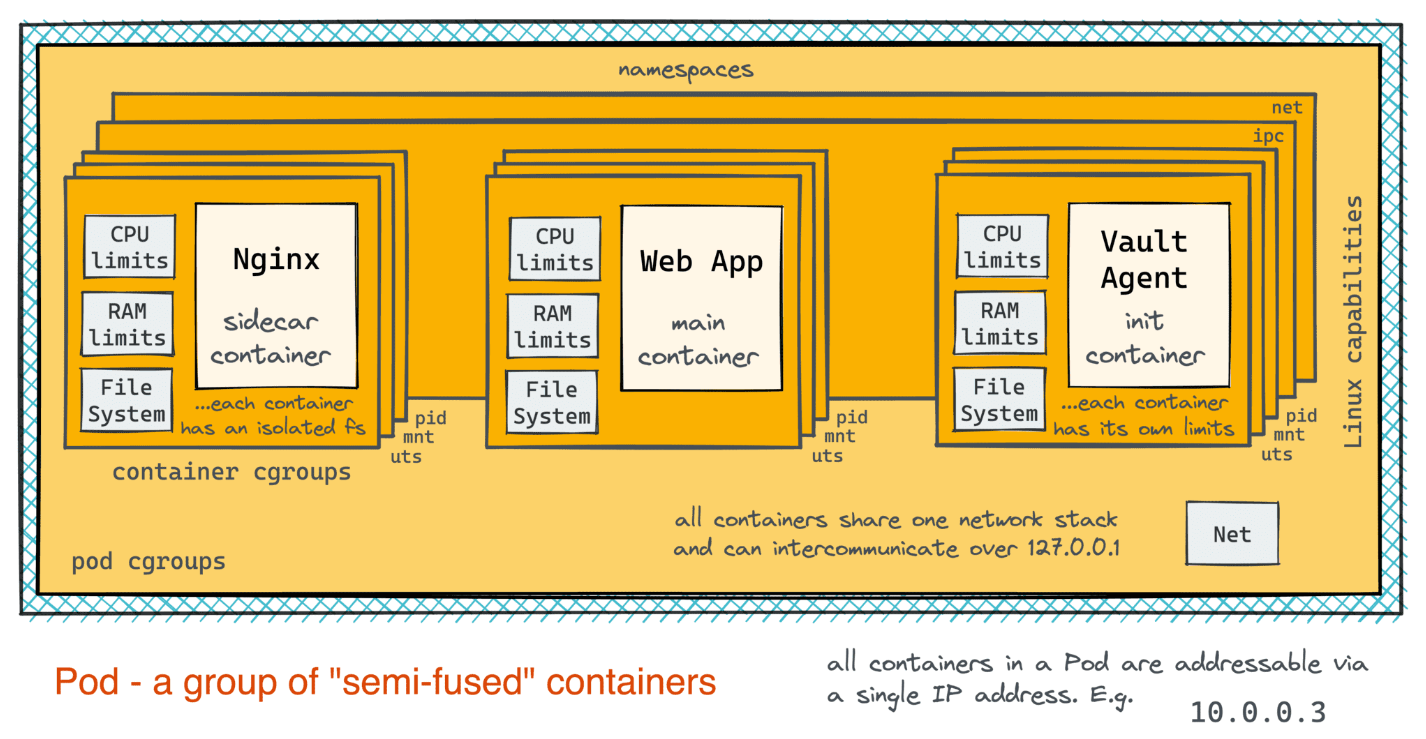 namespaces
net
ipc
CPU
limits
RAM
limits
File
System
Nginx
sidecar
container
...each container
has an isolated fs
pid
mnt
uts
container cgroups
CPU
limits
RAM
limits
File
System
Web App
main
container
pid
mnt
uts
CPU
limits
RAM
limits
File
System
Vault
Agent
init
container
...each container
has its own limits
pid
mnt
uts
Linux capabilities
all containers share one network stack
and can intercommunicate over 127.0.0.1
Net
pod cgroups
Pod - a group of "semi-fused" containers
all containers in a Pod are addressable via
a single IP address. E.g.
10.0.0.3